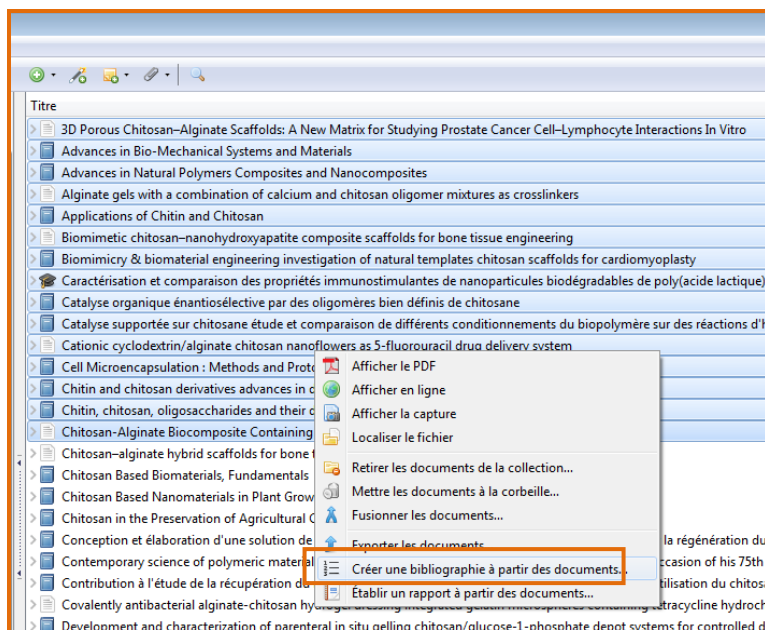 Titre
3D Porous Chitosan–Alginate Scaffolds: A New Matrix for Studying Prostate Cancer Cell–Lymphocyte Interactions In Vitro
Advances in Bio-Mechanical Systems and Materials
Advances in Natural Polymers Composites and Nanocomposites
Alginate gels with a combination of calcium and chitosan oligomer mixtures as crosslinkers
Applications of Chitin and Chitosan
Biomimetic chitosan–nanohydroxyapatite composite scaffolds for bone tissue engineering
Biomimicry & biomaterial engineering investigation of natural templates chitosan scaffolds for cardiomyoplasty
Caractérisation et comparaison des propriétés immunostimulantes de nanoparticules biodégradables de poly(acide lactique)
Catalyse organique énantiosélective par des oligomères bien définis de chitosane
Catalyse supportée sur chitosane étude et comparaison de différents conditionnements du biopolymère sur des réactions d'
Cationic cyclodextrin/alginate chitosan nanoflowers as 5-fluorouracil drug delivery system
Cell Microencapsulation : Methods and
Chitin and chitosan derivatives advances in
Chitin, chitosan, oligosaccharides and their
Chitosan-Alginate Biocomposite Containing
Chitosan–alginate hybrid scaffolds for bone
Chitosan Based Biomaterials, Fundamentals
Chitosan Based Nanomaterials in Plant Grow
Chitosan in the Preservation of Agricultural
Conception et élaboration d'une solution de
la régénération du
Contemporary science of polymeric material
ccasion of his 75th
Contribution à l'étude de la récupération du
tilisation du chitos
Covalently antibacterial alginate-chitosan hydrogel dressing integrated gelatin microspheres containing tetracycline hydroch
Development and characterization of parenteral in situ gelling chitosan/glucose-1-phosphate depot systems for controlled d
Afficher le PDF
Afficher en ligne
Afficher la capture
Localiser le fichier
Retirer les documents de la collection...
Mettre les documents à la corbeille...
Fusionner les documents...
Exporter les documents...
Créer une bibliographie à partir des documents...
Établir un rapport à partir des documents...